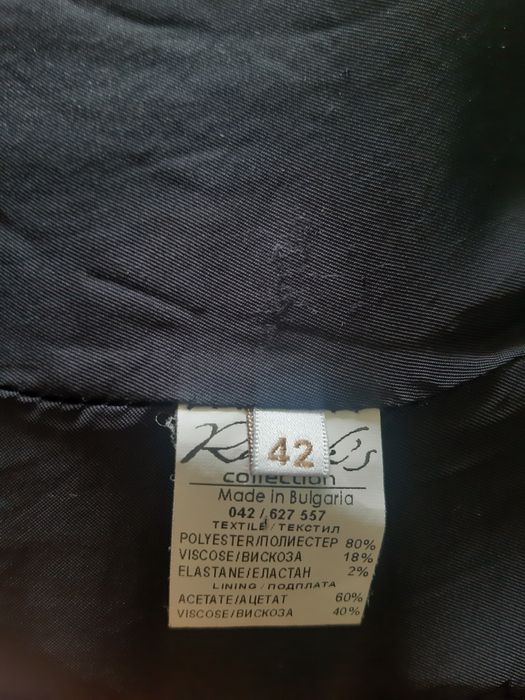 42
collection
Made in Bulgaria
042 / 627 557
TEXTILE / ТЕКСТИЛ
POLYESTER/ПОЛИЕСТЕР 80%
VISCOSE/ВИСКОЗА 18%
ELASTANE/ЕЛАСТАН 2%
LINING / ПОДПЛАТА
ACETATE/АЦЕТАТ 60%
VISCOSE/ВИСКОЗА 40%